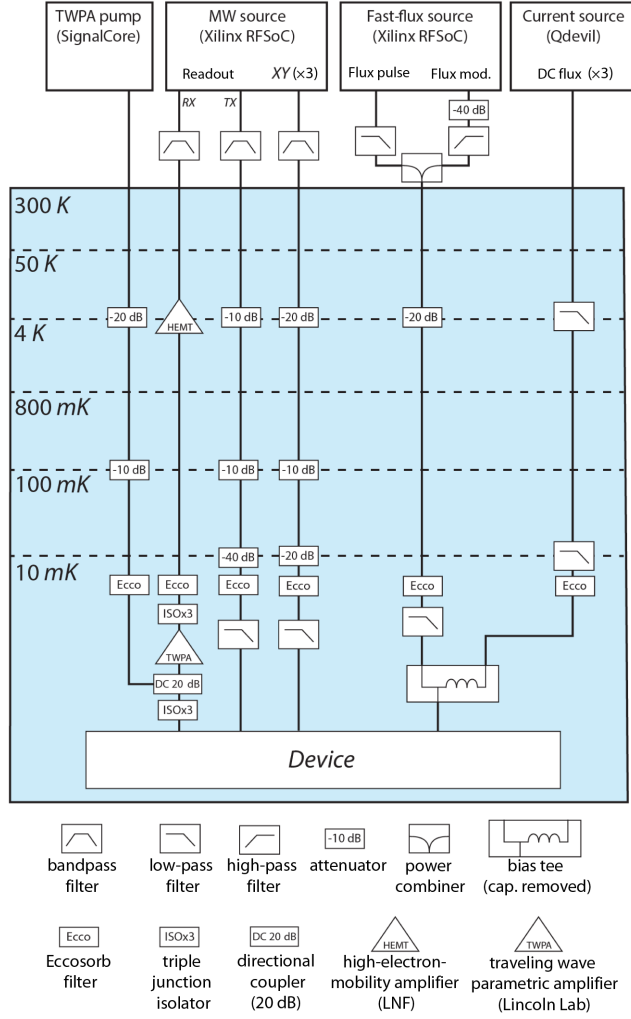 TWPA pump
(SignalCore)
MW source
(Xilinx RFSoC)
Readout
XY (×3)
RX
TX
Fast-flux source
(Xilinx RFSoC)
Flux pulse
Flux mod.
Current source
(Qdevil)
DC flux (×3)
-40 dB
300 K
50 K
-20 dB
HEMT
-10 dB
-20 dB
-20 dB
4 K
800 mK
-10 dB
-10 dB
-10 dB
100 mK
-40 dB
-20 dB
10 mK
Ecco
Ecco
Ecco
Ecco
Ecco
Ecco
ISOx3
TWPA
DC 20 dB
ISOx3
Device
bandpass
filter
low-pass
filter
high-pass
filter
-10 dB
attenuator
power
combiner
bias tee
(cap. removed)
Ecco
Eccosorb
filter
ISOx3
triple
junction
isolator
DC 20 dB
directional
coupler
(20 dB)
HEMT
high-electron-
mobility amplifier
(LNF)
TWPA
traveling wave
parametric amplifier
(Lincoln Lab)